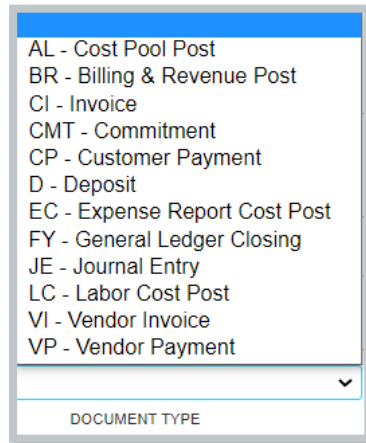 AL - Cost Pool Post
BR - Billing & Revenue Post
CI - Invoice
CMT - Commitment
CP - Customer Payment
D - Deposit
EC - Expense Report Cost Post
FY - General Ledger Closing
JE - Journal Entry
LC - Labor Cost Post
VI - Vendor Invoice
VP - Vendor Payment
DOCUMENT TYPE